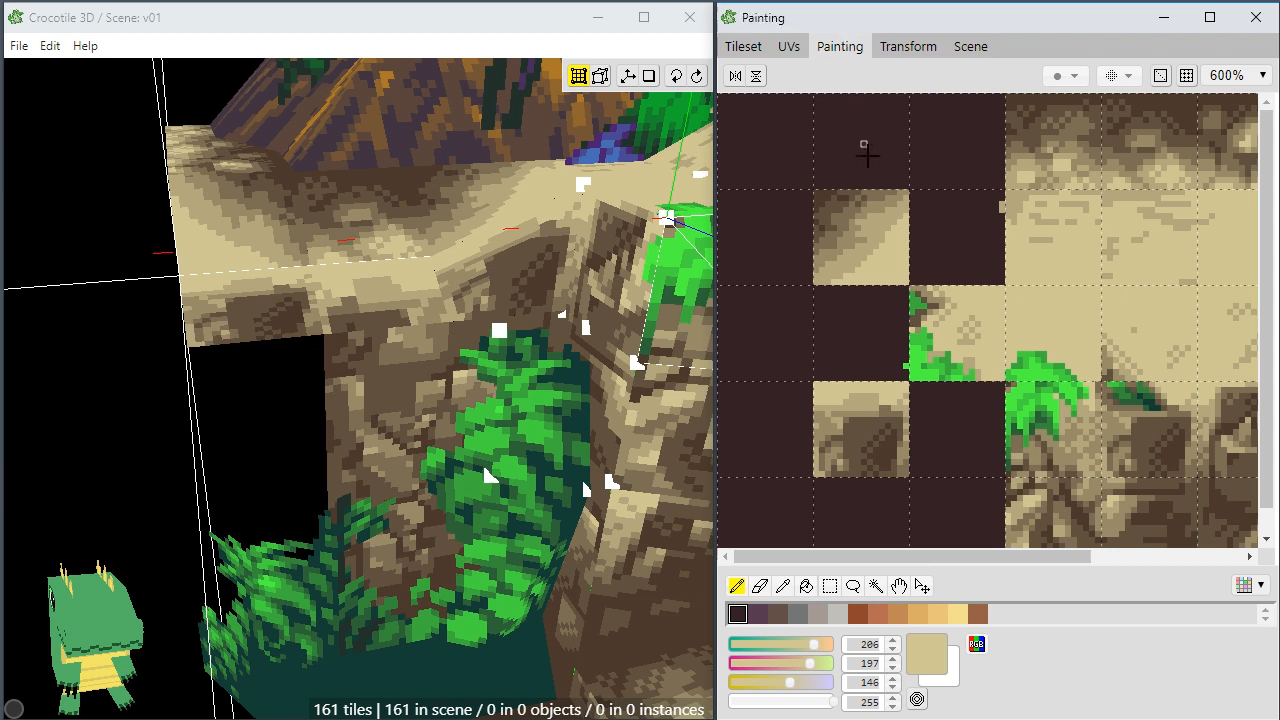 Crocotile 3D / Scene: v01
File Edit Help
161 tiles | 161 in scene / 0 in 0 objects / 0 in 0 instances
Painting
Tileset UVs Painting Transform Scene
600%
206
197
146
255
RGB